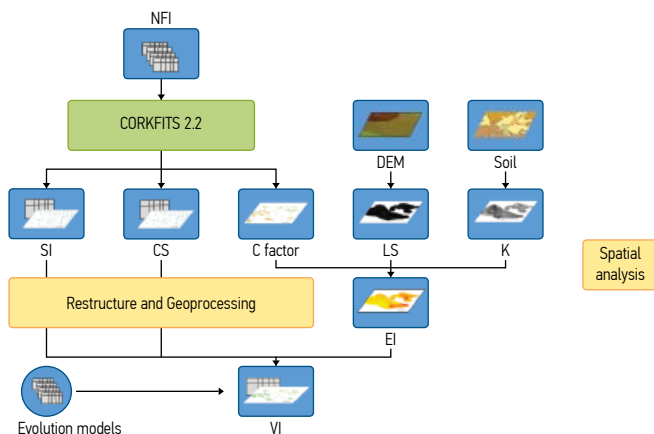 NFI
CORKFITS 2.2
DEM
Soil
SI
CS
C factor
LS
K
Spatial
analysis
Restructure and Geoprocessing
EI
Evolution models
VI